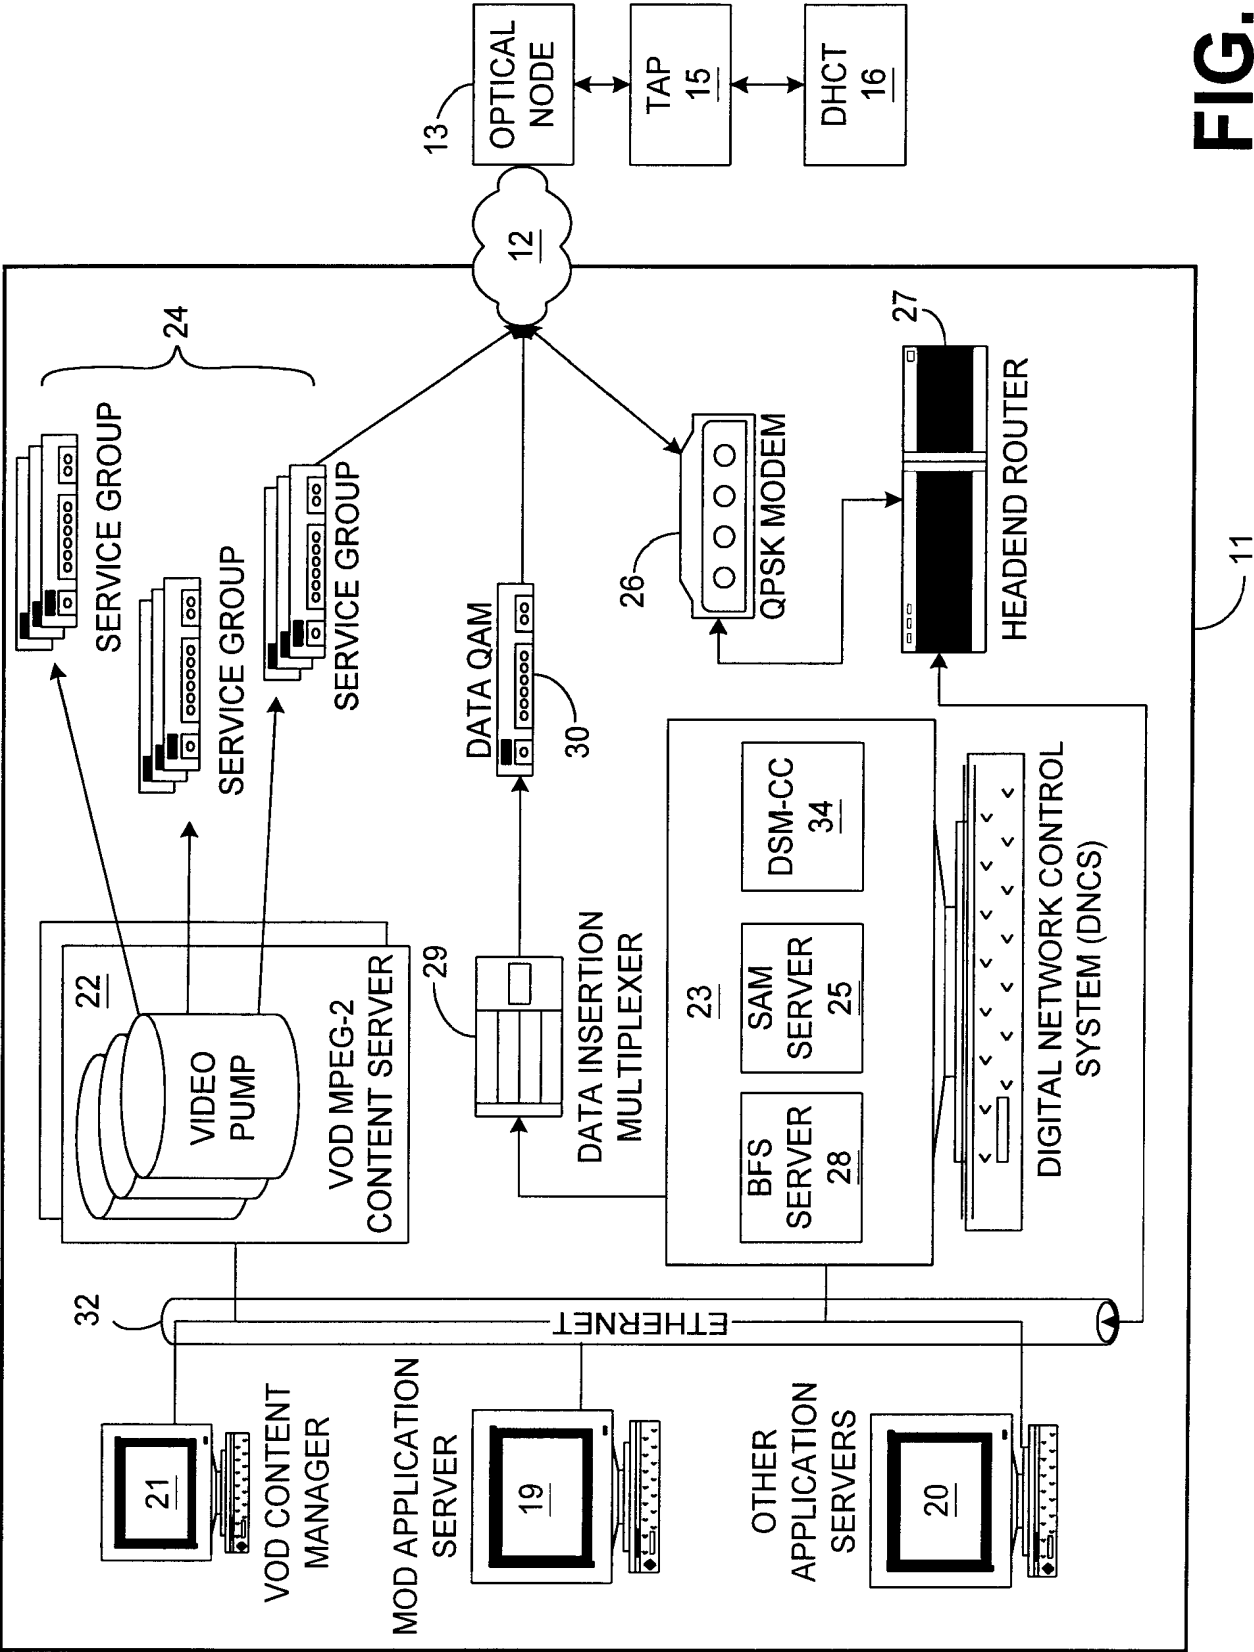 21
VOD CONTENT
MANAGER
MOD APPLICATION
SERVER
19
OTHER
APPLICATION
SERVERS
20
32
ETHERNET
22
VIDEO
PUMP
VOD MPEG-2
CONTENT SERVER
29
DATA INSERTION
MULTIPLEXER
23
BFS
SERVER
28
SAM
SERVER
25
DSM-CC
34
DIGITAL NETWORK CONTROL
SYSTEM (DNCS)
SERVICE GROUP
SERVICE GROUP
SERVICE GROUP
24
DATA QAM
30
26
QPSK MODEM
27
HEADEND ROUTER
11
12
13
OPTICAL
NODE
TAP
15
DHCT
16
FIG.